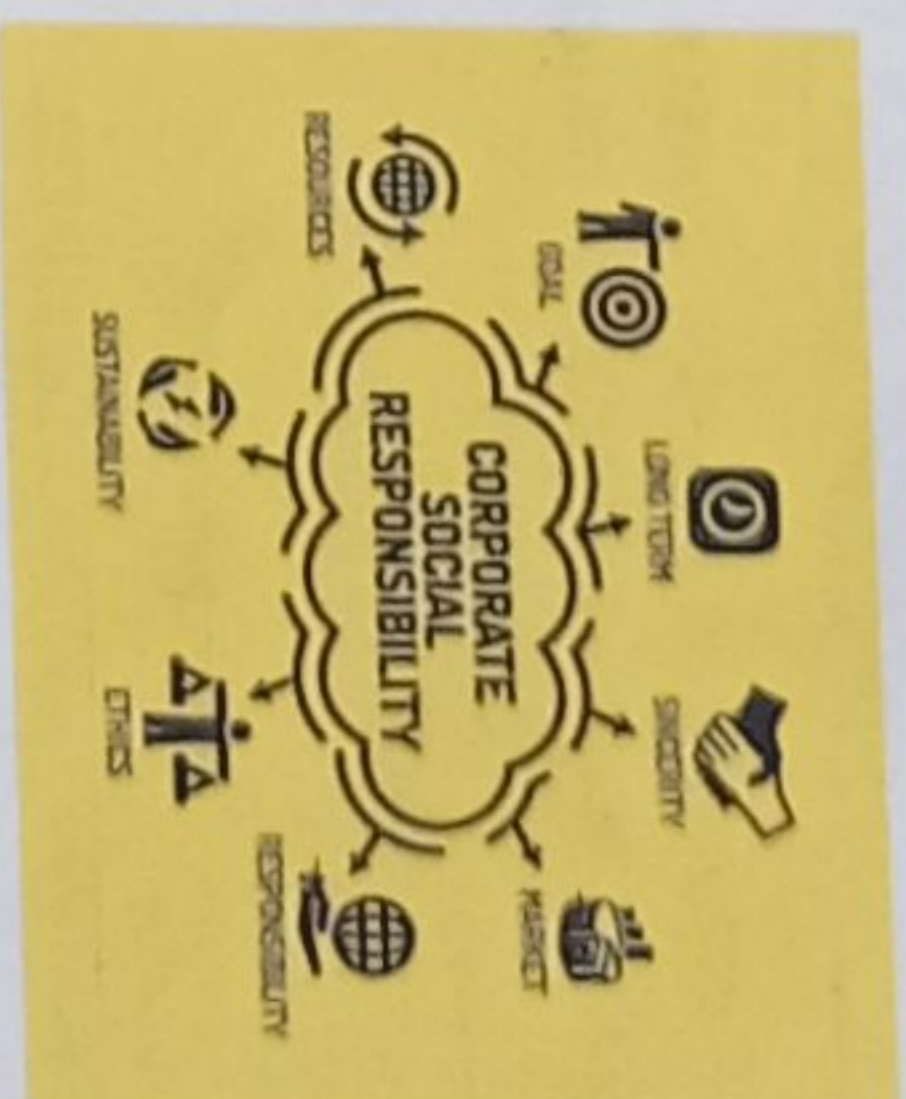 GOAL
LONG TERM
SINCERITY
MARKET
CORPORATE
SOCIAL
RESPONSIBILITY
RESOURCES
SUSTAINABILITY
ETHICS
RESPONSIBILITY